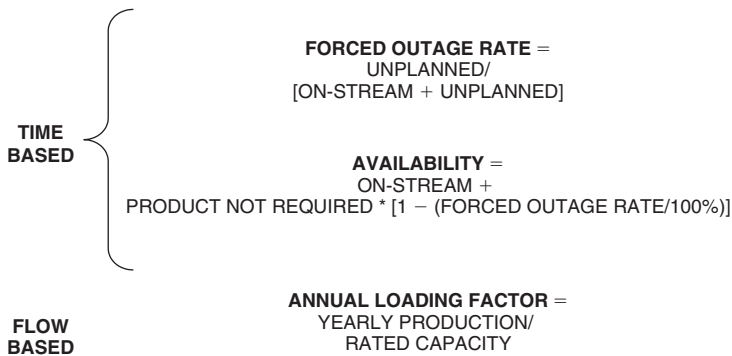 TIME
BASED
FORCED OUTAGE RATE =
UNPLANNED/
[ON-STREAM + UNPLANNED]
AVAILABILITY =
ON-STREAM +
PRODUCT NOT REQUIRED * [1 − (FORCED OUTAGE RATE/100%)]
FLOW
BASED
ANNUAL LOADING FACTOR =
YEARLY PRODUCTION/
RATED CAPACITY